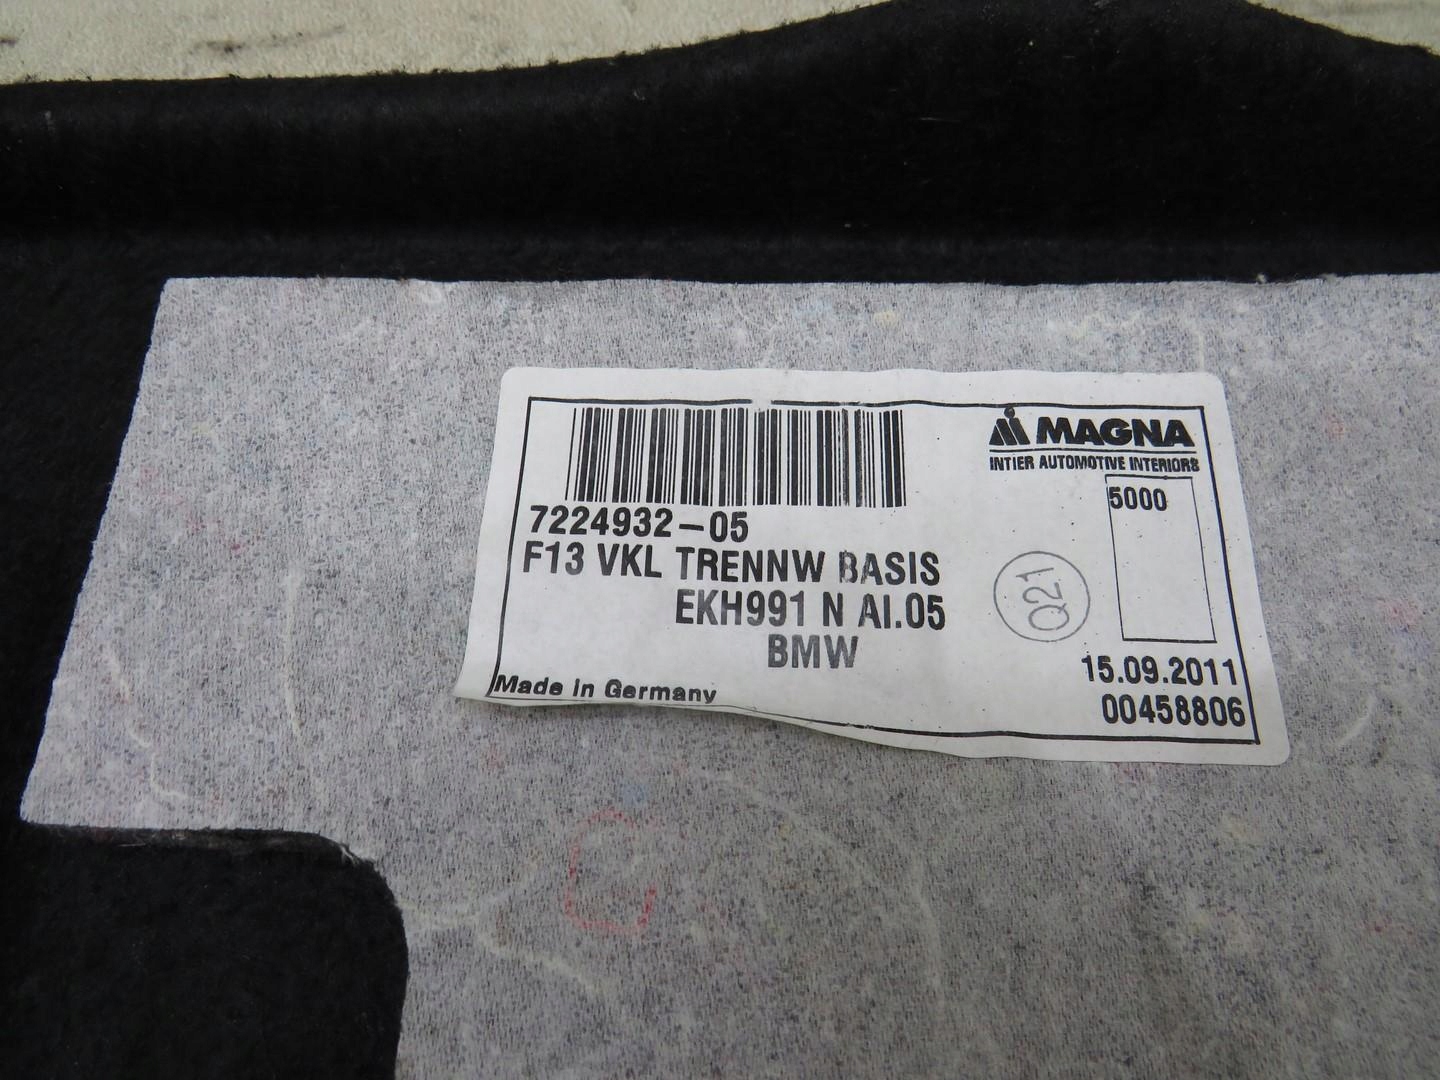 MAGNA
INTIER AUTOMOTIVE INTERIORS
5000
7224932-05
F13 VKL TRENNW BASIS
EKH991 N AI.05
BMW
Q21
Made in Germany
15.09.2011
00458806